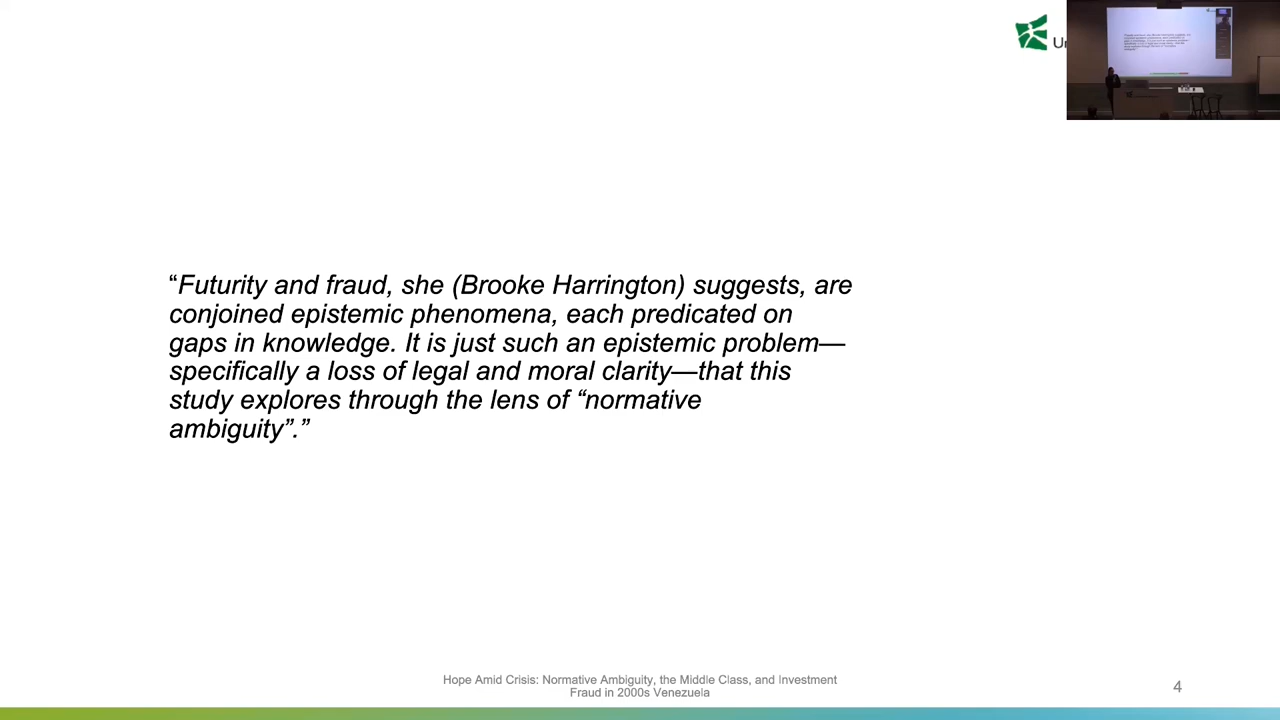 “Futurity and fraud, she (Brooke Harrington) suggests, are
conjoined epistemic phenomena, each predicated on
gaps in knowledge. It is just such an epistemic problem—
specifically a loss of legal and moral clarity—that this
study explores through the lens of “normative
ambiguity”.”
Hope Amid Crisis: Normative Ambiguity, the Middle Class, and Investment
Fraud in 2000s Venezuela
4